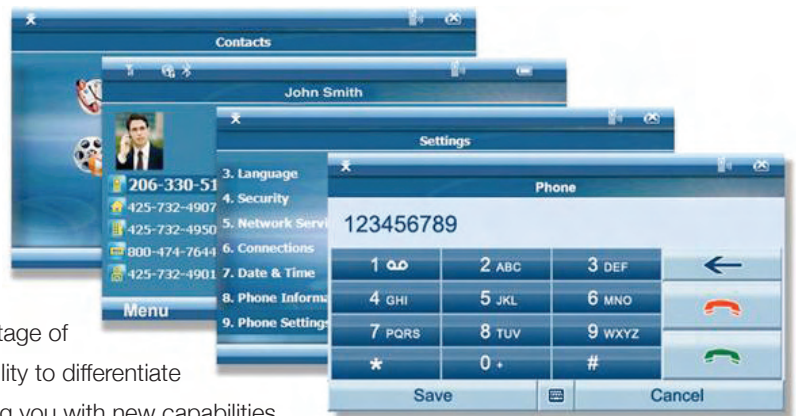 Contacts
John Smith
206-330-51
425-732-4907
425-732-4950
800-474-7644
425-732-4901
Menu
Settings
3. Language
4. Security
5. Network Servi
6. Connections
7. Date & Time
8. Phone Informa
9. Phone Settings
Phone
123456789
1 2 ABC 3 DEF
4 GHI 5 JKL 6 MNO
7 PQRS 8 TUV 9 WXYZ
* 0 + #
Save Cancel
tage of
lity to differentiate
g you with new capabilities